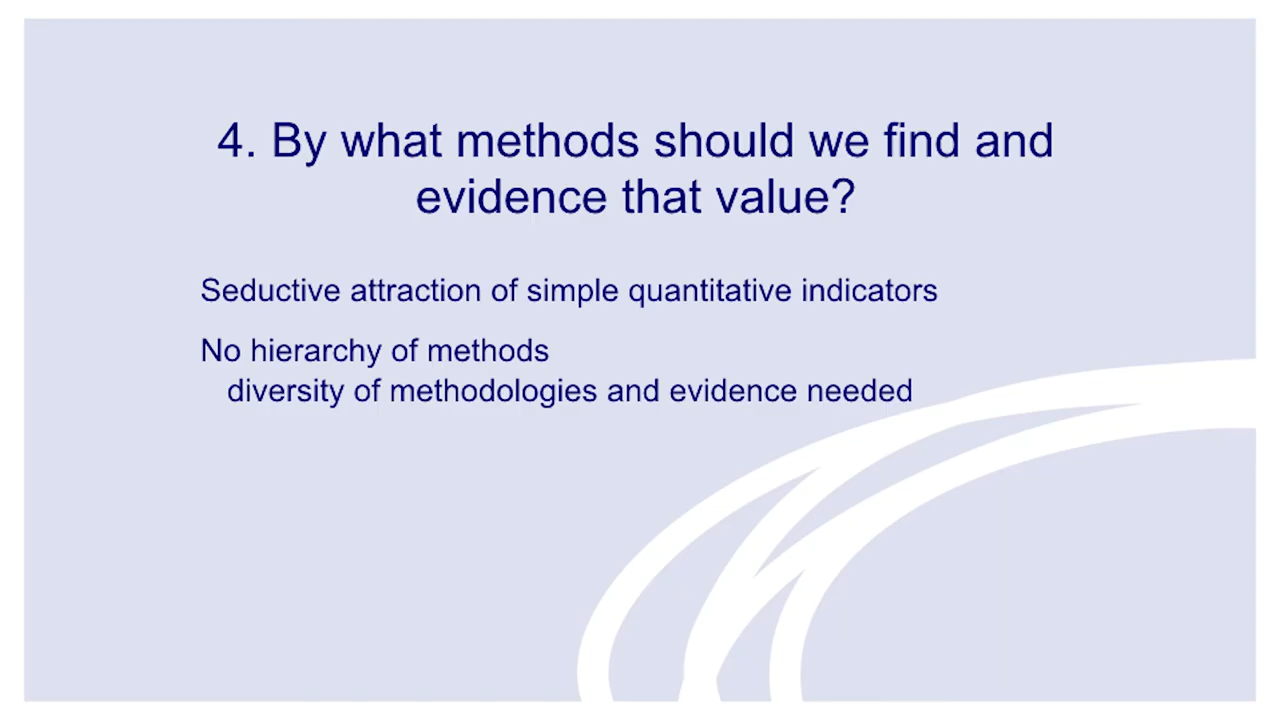 4. By what methods should we find and
evidence that value?
Seductive attraction of simple quantitative indicators
No hierarchy of methods
diversity of methodologies and evidence needed